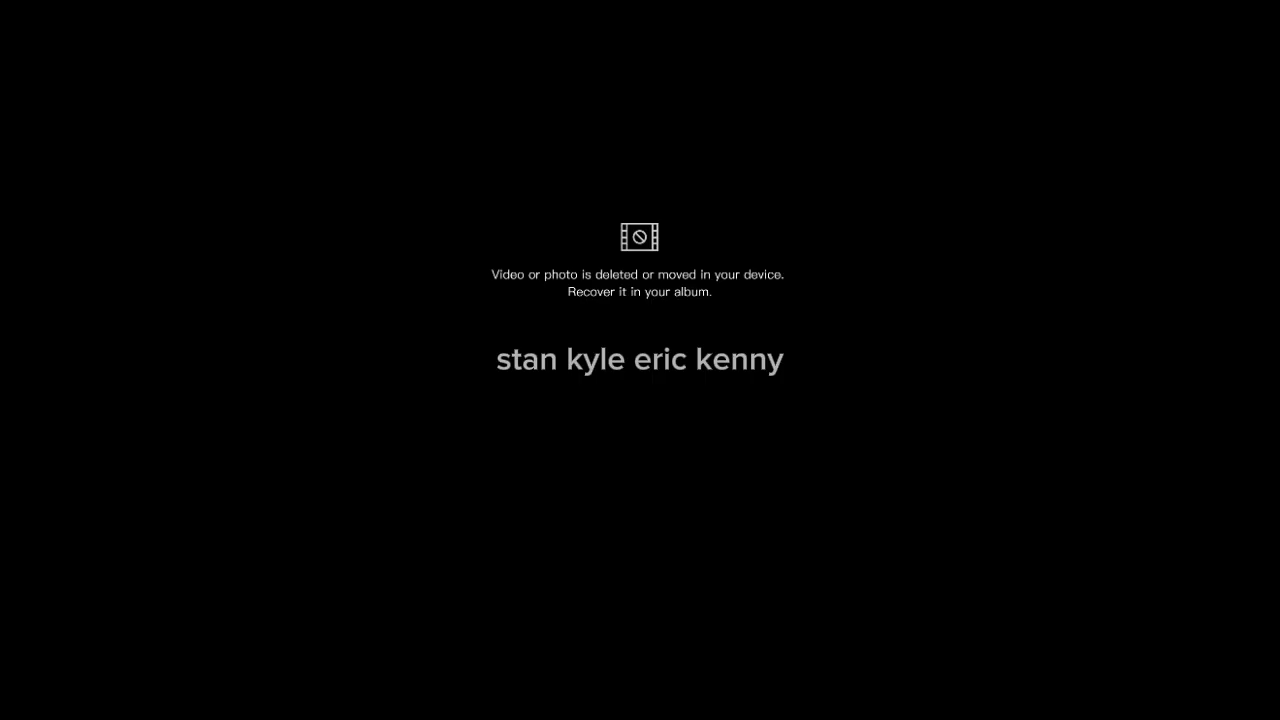 Video or photo is deleted or moved in your device.
Recover it in your album.
stan kyle eric kenny